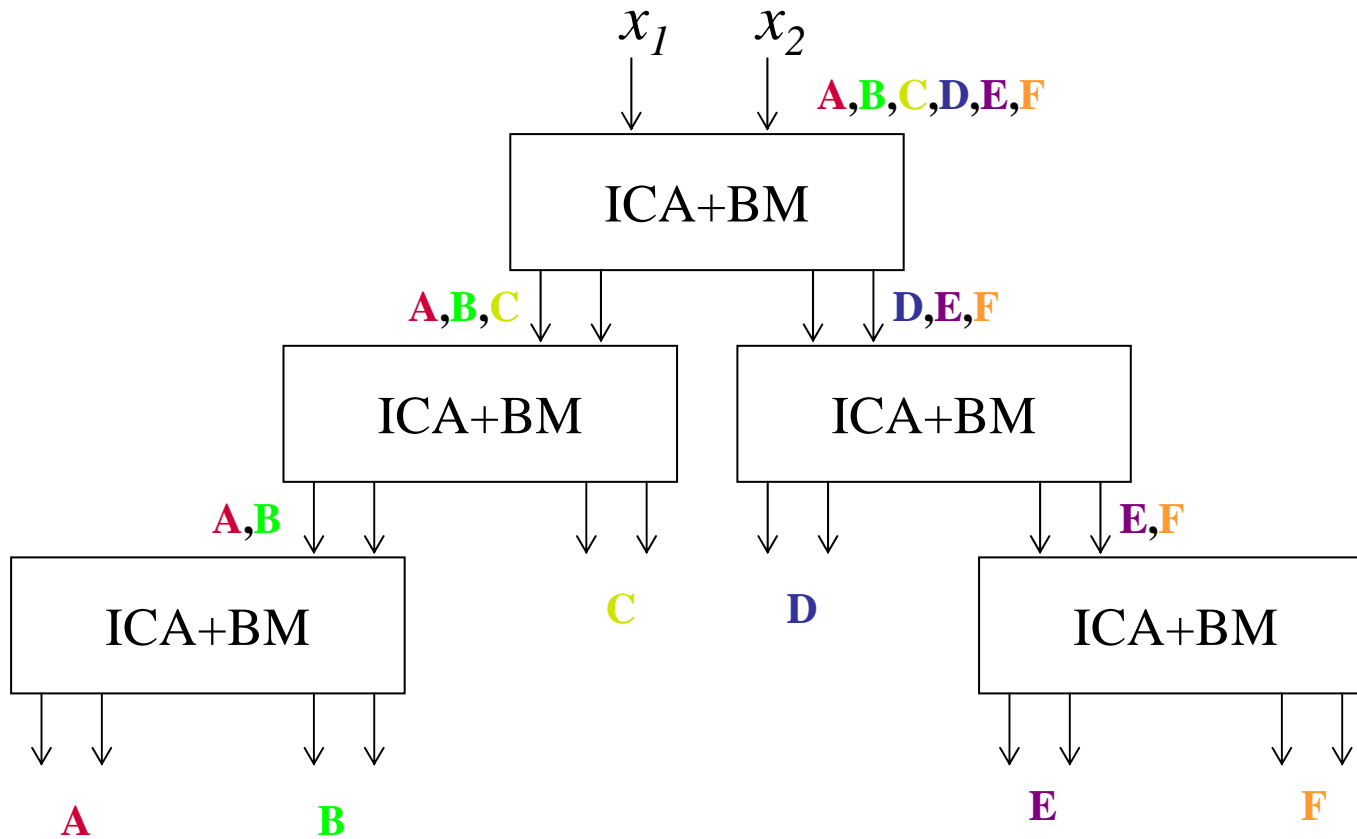 x1 x2
A,B,C,D,E,F
ICA+BM
A,B,C D,E,F
ICA+BM ICA+BM
A,B E,F
C D
ICA+BM ICA+BM
A B E F